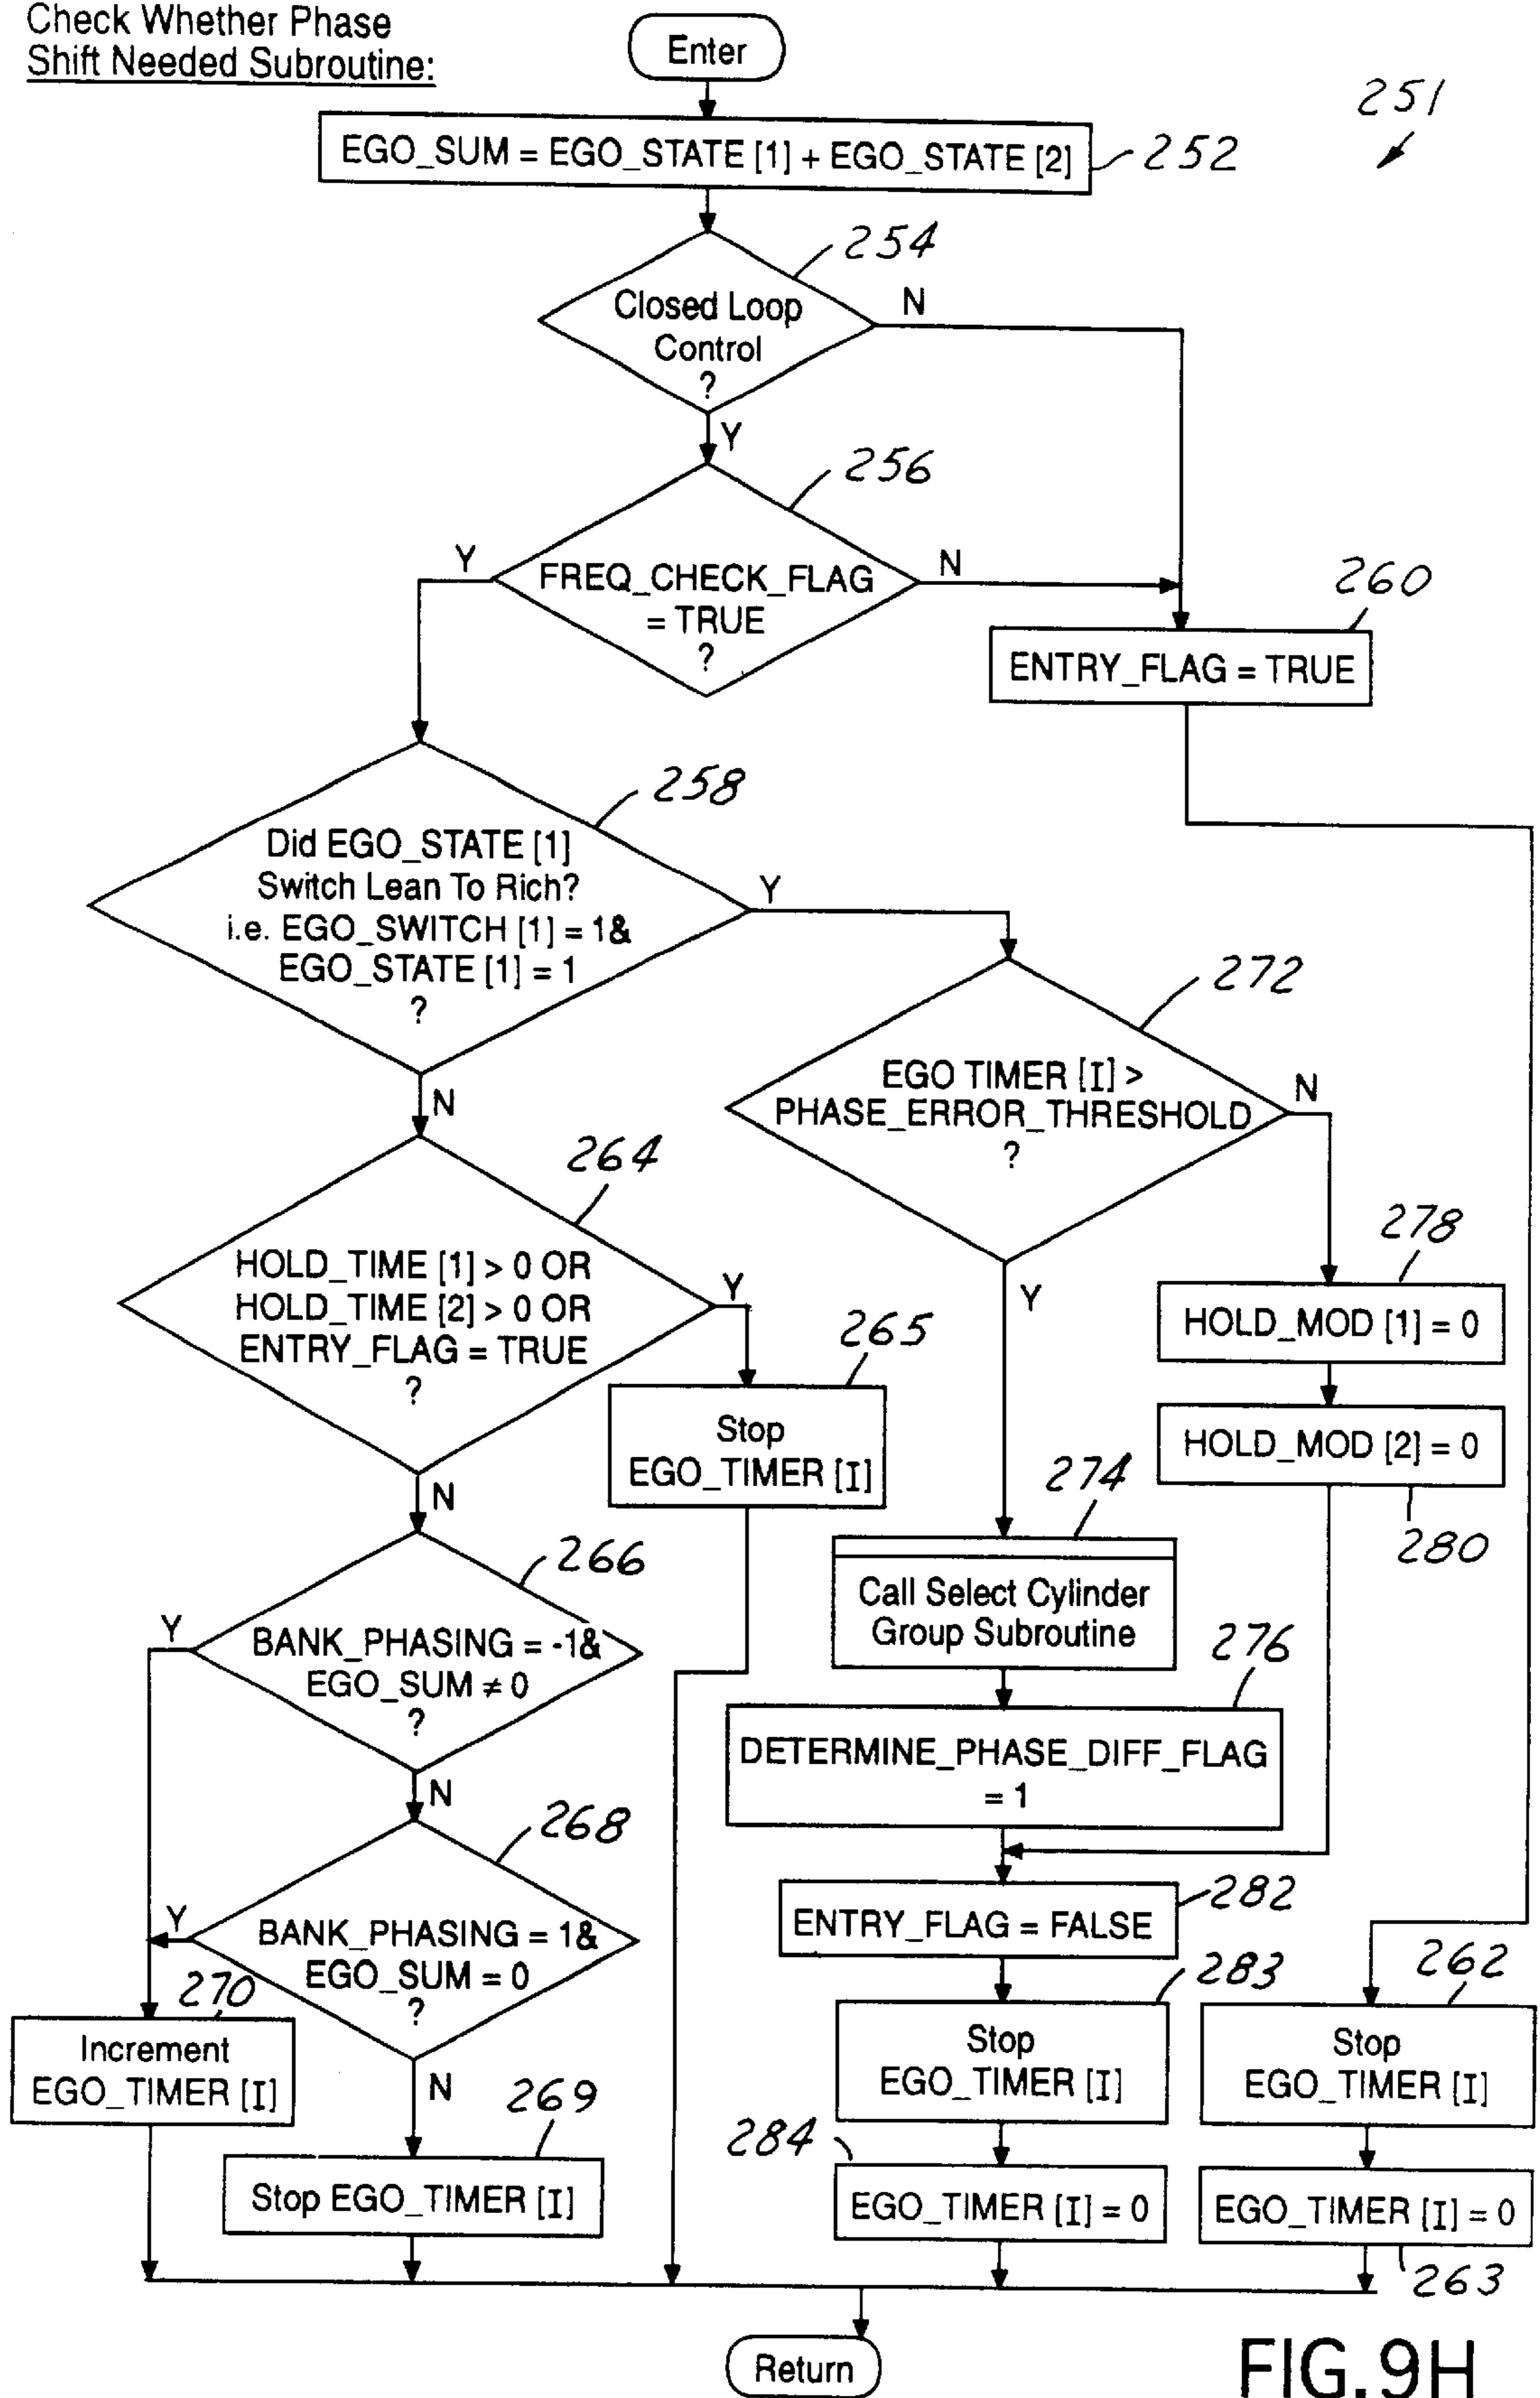 Check Whether Phase
Shift Needed Subroutine:
Enter
251
EGO_SUM = EGO_STATE [1] + EGO_STATE [2]
252
254
Closed Loop
Control
?
N
Y
256
FREQ_CHECK_FLAG
= TRUE
?
Y
N
260
ENTRY_FLAG = TRUE
258
Did EGO_STATE [1]
Switch Lean To Rich?
i.e. EGO_SWITCH [1] = 1&
EGO_STATE [1] = 1
?
Y
N
272
EGO TIMER [I] >
PHASE_ERROR_THRESHOLD
?
N
Y
264
HOLD_TIME [1] > 0 OR
HOLD_TIME [2] > 0 OR
ENTRY_FLAG = TRUE
?
Y
N
265
Stop
EGO_TIMER [I]
278
HOLD_MOD [1] = 0
HOLD_MOD [2] = 0
280
274
Call Select Cylinder
Group Subroutine
266
BANK_PHASING = -1&
EGO_SUM ≠ 0
?
Y
N
276
DETERMINE_PHASE_DIFF_FLAG
= 1
268
BANK_PHASING = 1&
EGO_SUM = 0
?
Y
N
282
ENTRY_FLAG = FALSE
270
Increment
EGO_TIMER [I]
283
Stop
EGO_TIMER [I]
262
Stop
EGO_TIMER [I]
269
Stop EGO_TIMER [I]
284
EGO_TIMER [I] = 0
EGO_TIMER [I] = 0
263
Return
FIG.9H